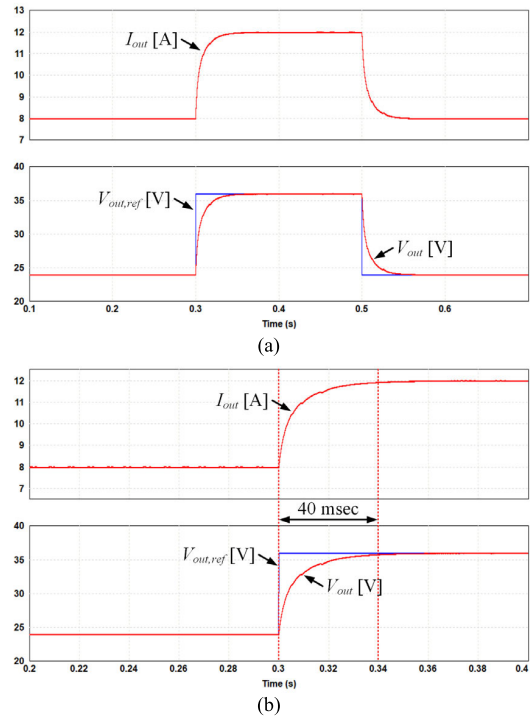 13
12
11
10
9
8
7
I_out [A]
40
35
30
25
20
V_out,ref [V]
V_out [V]
0.1 0.2 0.3 0.4 0.5 0.6
Time (s)
(a)
12
11
10
9
8
7
I_out [A]
40 msec
40
35
30
25
20
V_out,ref [V]
V_out [V]
0.2 0.22 0.24 0.26 0.28 0.3 0.32 0.34 0.36 0.38 0.4
Time (s)
(b)